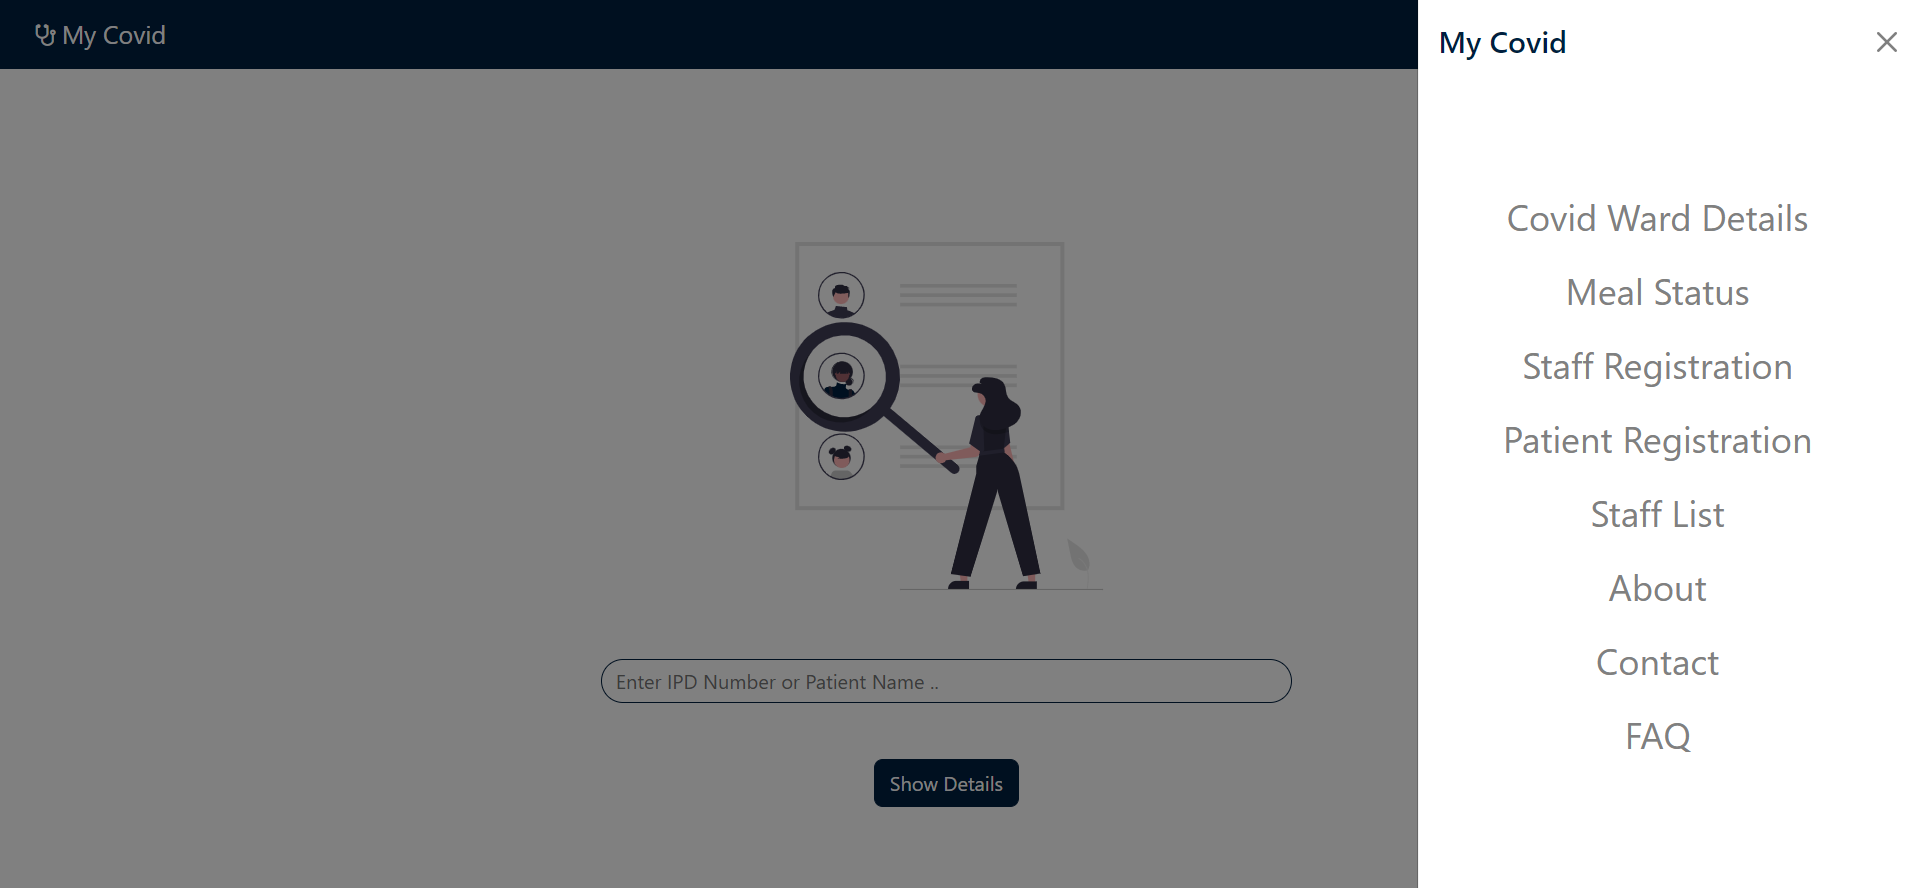 My Covid
Enter IPD Number or Patient Name ..
Show Details
My Covid
Covid Ward Details
Meal Status
Staff Registration
Patient Registration
Staff List
About
Contact
FAQ